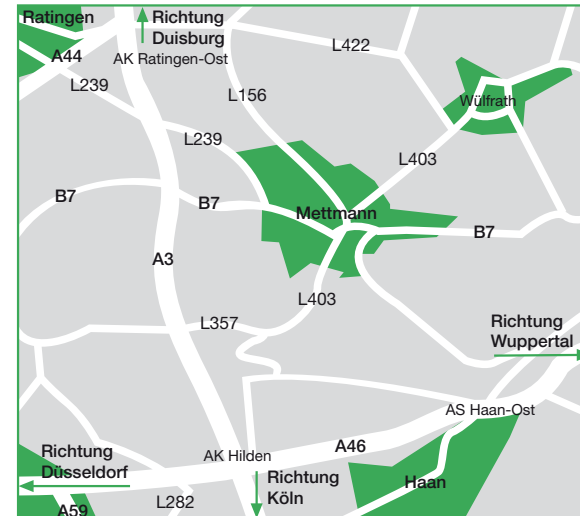 Ratingen
Richtung
Duisburg
A44
AK Ratingen-Ost
L422
L239
L156
Wülfrath
L239
L403
B7
B7
Mettmann
B7
A3
L403
L357
Richtung
Wuppertal
AS Haan-Ost
A46
Richtung
Düsseldorf
AK Hilden
Richtung
Köln
Haan
L282
A59